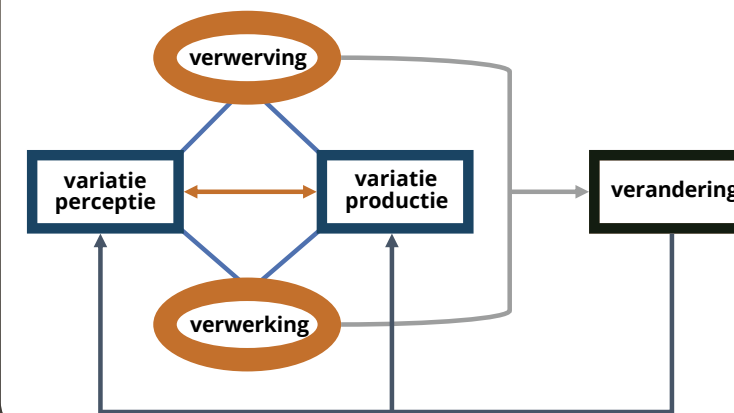 verwerving
variatie
perceptie
variatie
productie
verandering
verwerking